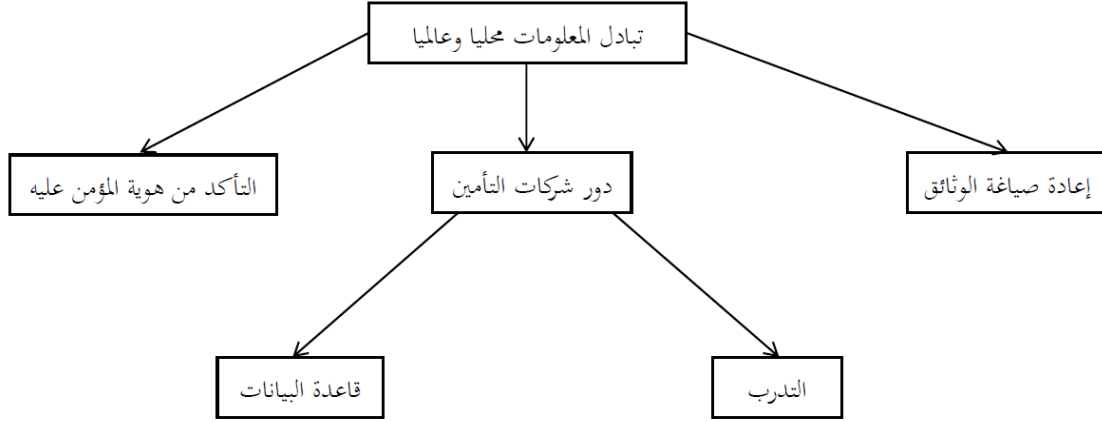 تبادل المعلومات محليا وعالميا
إعادة صياغة الوثائق
دور شركات التأمين
التأكد من هوية المؤمن عليه
التدرب
قاعدة البيانات